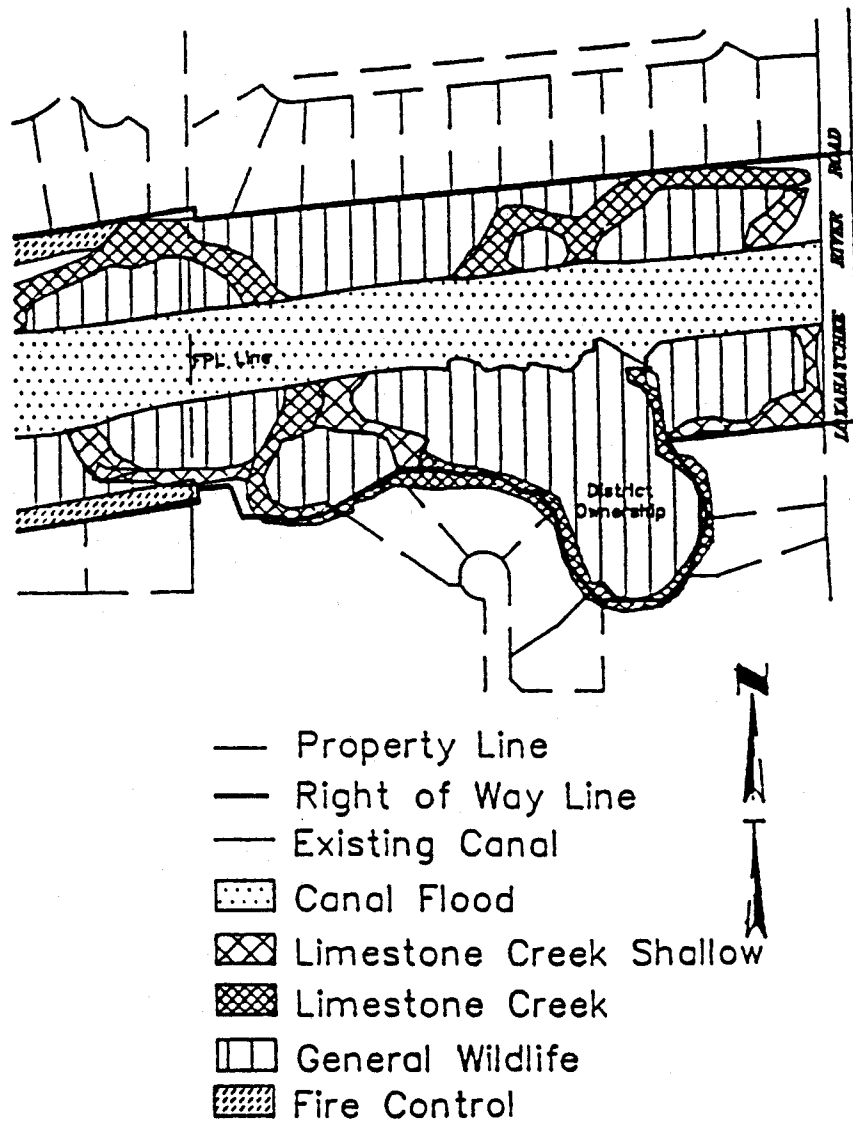 LOXAHATCHEE RIVER ROAD
FPL Line
District
Ownership
N
Property Line
Right of Way Line
Existing Canal
Canal Flood
Limestone Creek Shallow
Limestone Creek
General Wildlife
Fire Control